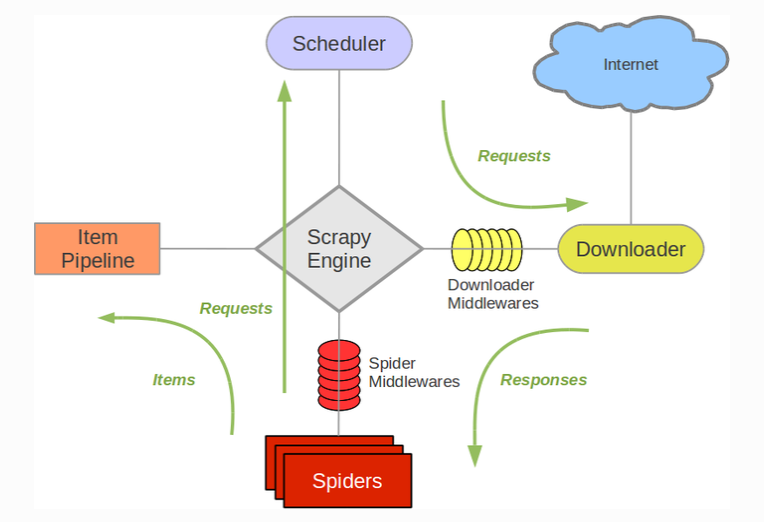 Scheduler
Internet
Requests
Item
Pipeline
Scrapy
Engine
Downloader
Downloader
Middlewares
Requests
Spider
Middlewares
Items
Responses
Spiders